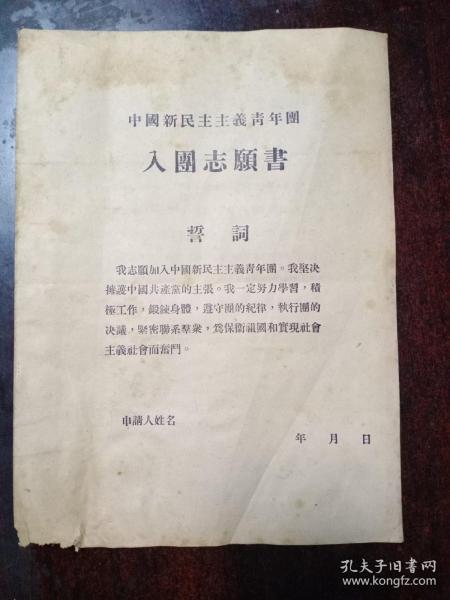 中國新民主主義靑年團
入團志願書
誓詞
我志願加入中國新民主主義靑年團。我堅决
擁護中國共產黨的主張。我一定努力學習，積
極工作，鍛鍊身體，遵守團的紀律，執行團的
决議，緊密聯系羣衆，爲保衞祖國和實現社會
主義社會而奮鬥。
申請人姓名
年 月 日
孔夫子旧书网
www.kongfz.com